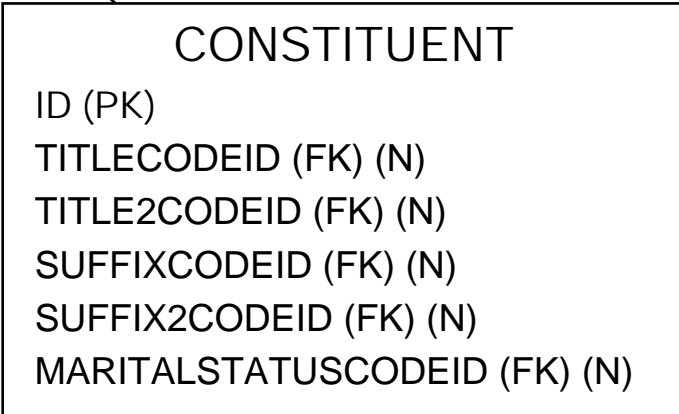 CONSTITUENT
ID (PK)
TITLECODEID (FK) (N)
TITLE2CODEID (FK) (N)
SUFFIXCODEID (FK) (N)
SUFFIX2CODEID (FK) (N)
MARITALSTATUSCODEID (FK) (N)